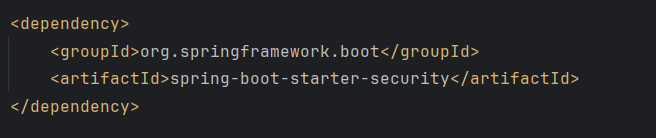 <dependency>
    <groupId>org.springframework.boot</groupId>
    <artifactId>spring-boot-starter-security</artifactId>
</dependency>